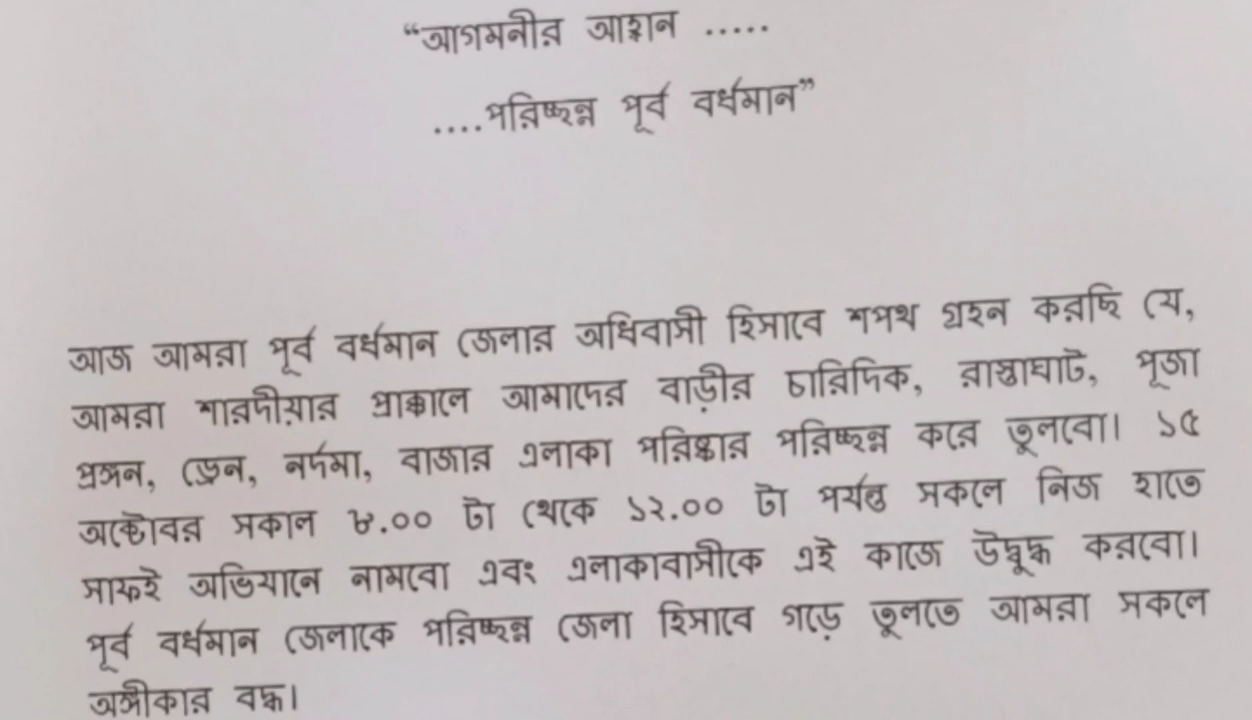 “আগমনীর আহ্বান .....
....পরিচ্ছন্ন পূর্ব বর্ধমান”
আজ আমরা পূর্ব বর্ধমান জেলার অধিবাসী হিসাবে শপথ গ্রহন করছি যে,
আমরা শারদীয়ার প্রাক্কালে আমাদের বাড়ীর চারিদিক, রাস্তাঘাট, পূজা
প্রঙ্গন, ড্রেন, নর্দমা, বাজার এলাকা পরিষ্কার পরিচ্ছন্ন করে তুলবো। ১৫
অক্টোবর সকাল ৮.০০ টা থেকে ১২.০০ টা পর্যন্ত সকলে নিজ হাতে
সাফই অভিযানে নামবো এবং এলাকাবাসীকে এই কাজে উদ্বুদ্ধ করবো।
পূর্ব বর্ধমান জেলাকে পরিচ্ছন্ন জেলা হিসাবে গড়ে তুলতে আমরা সকলে
অঙ্গীকার বদ্ধ।